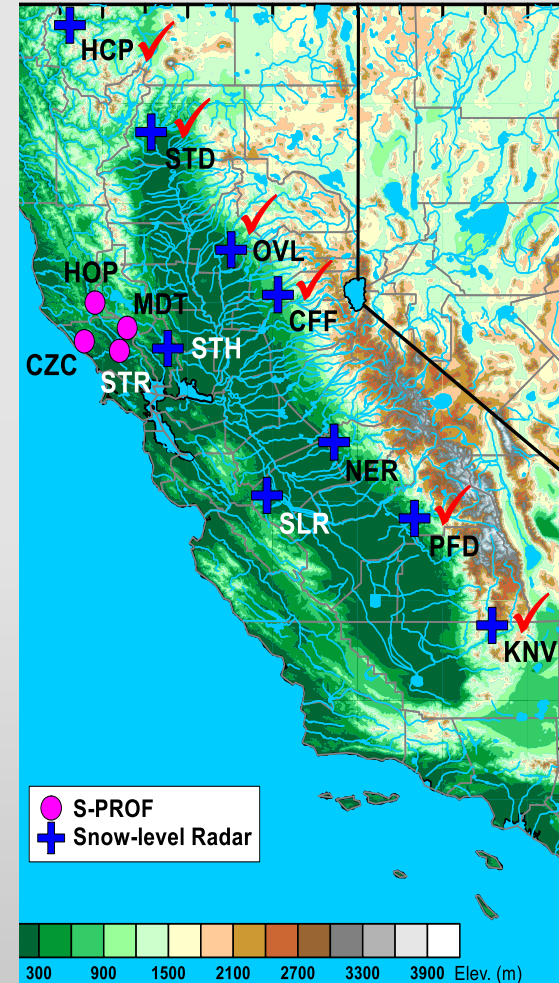 HCP
STD
OVL
HOP
MDT
CFF
STH
CZC
STR
NER
SLR
PFD
KNV
S-PROF
Snow-level Radar
300 900 1500 2100 2700 3300 3900 Elev. (m)